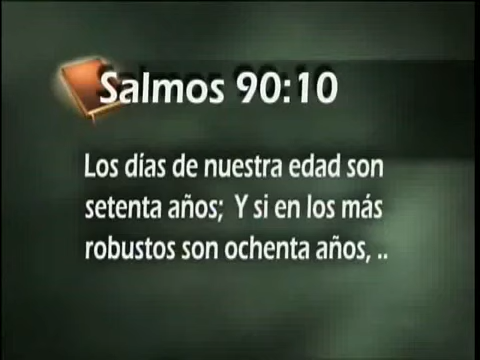 Salmos 90:10
Los días de nuestra edad son
setenta años; Y si en los más
robustos son ochenta años, ..